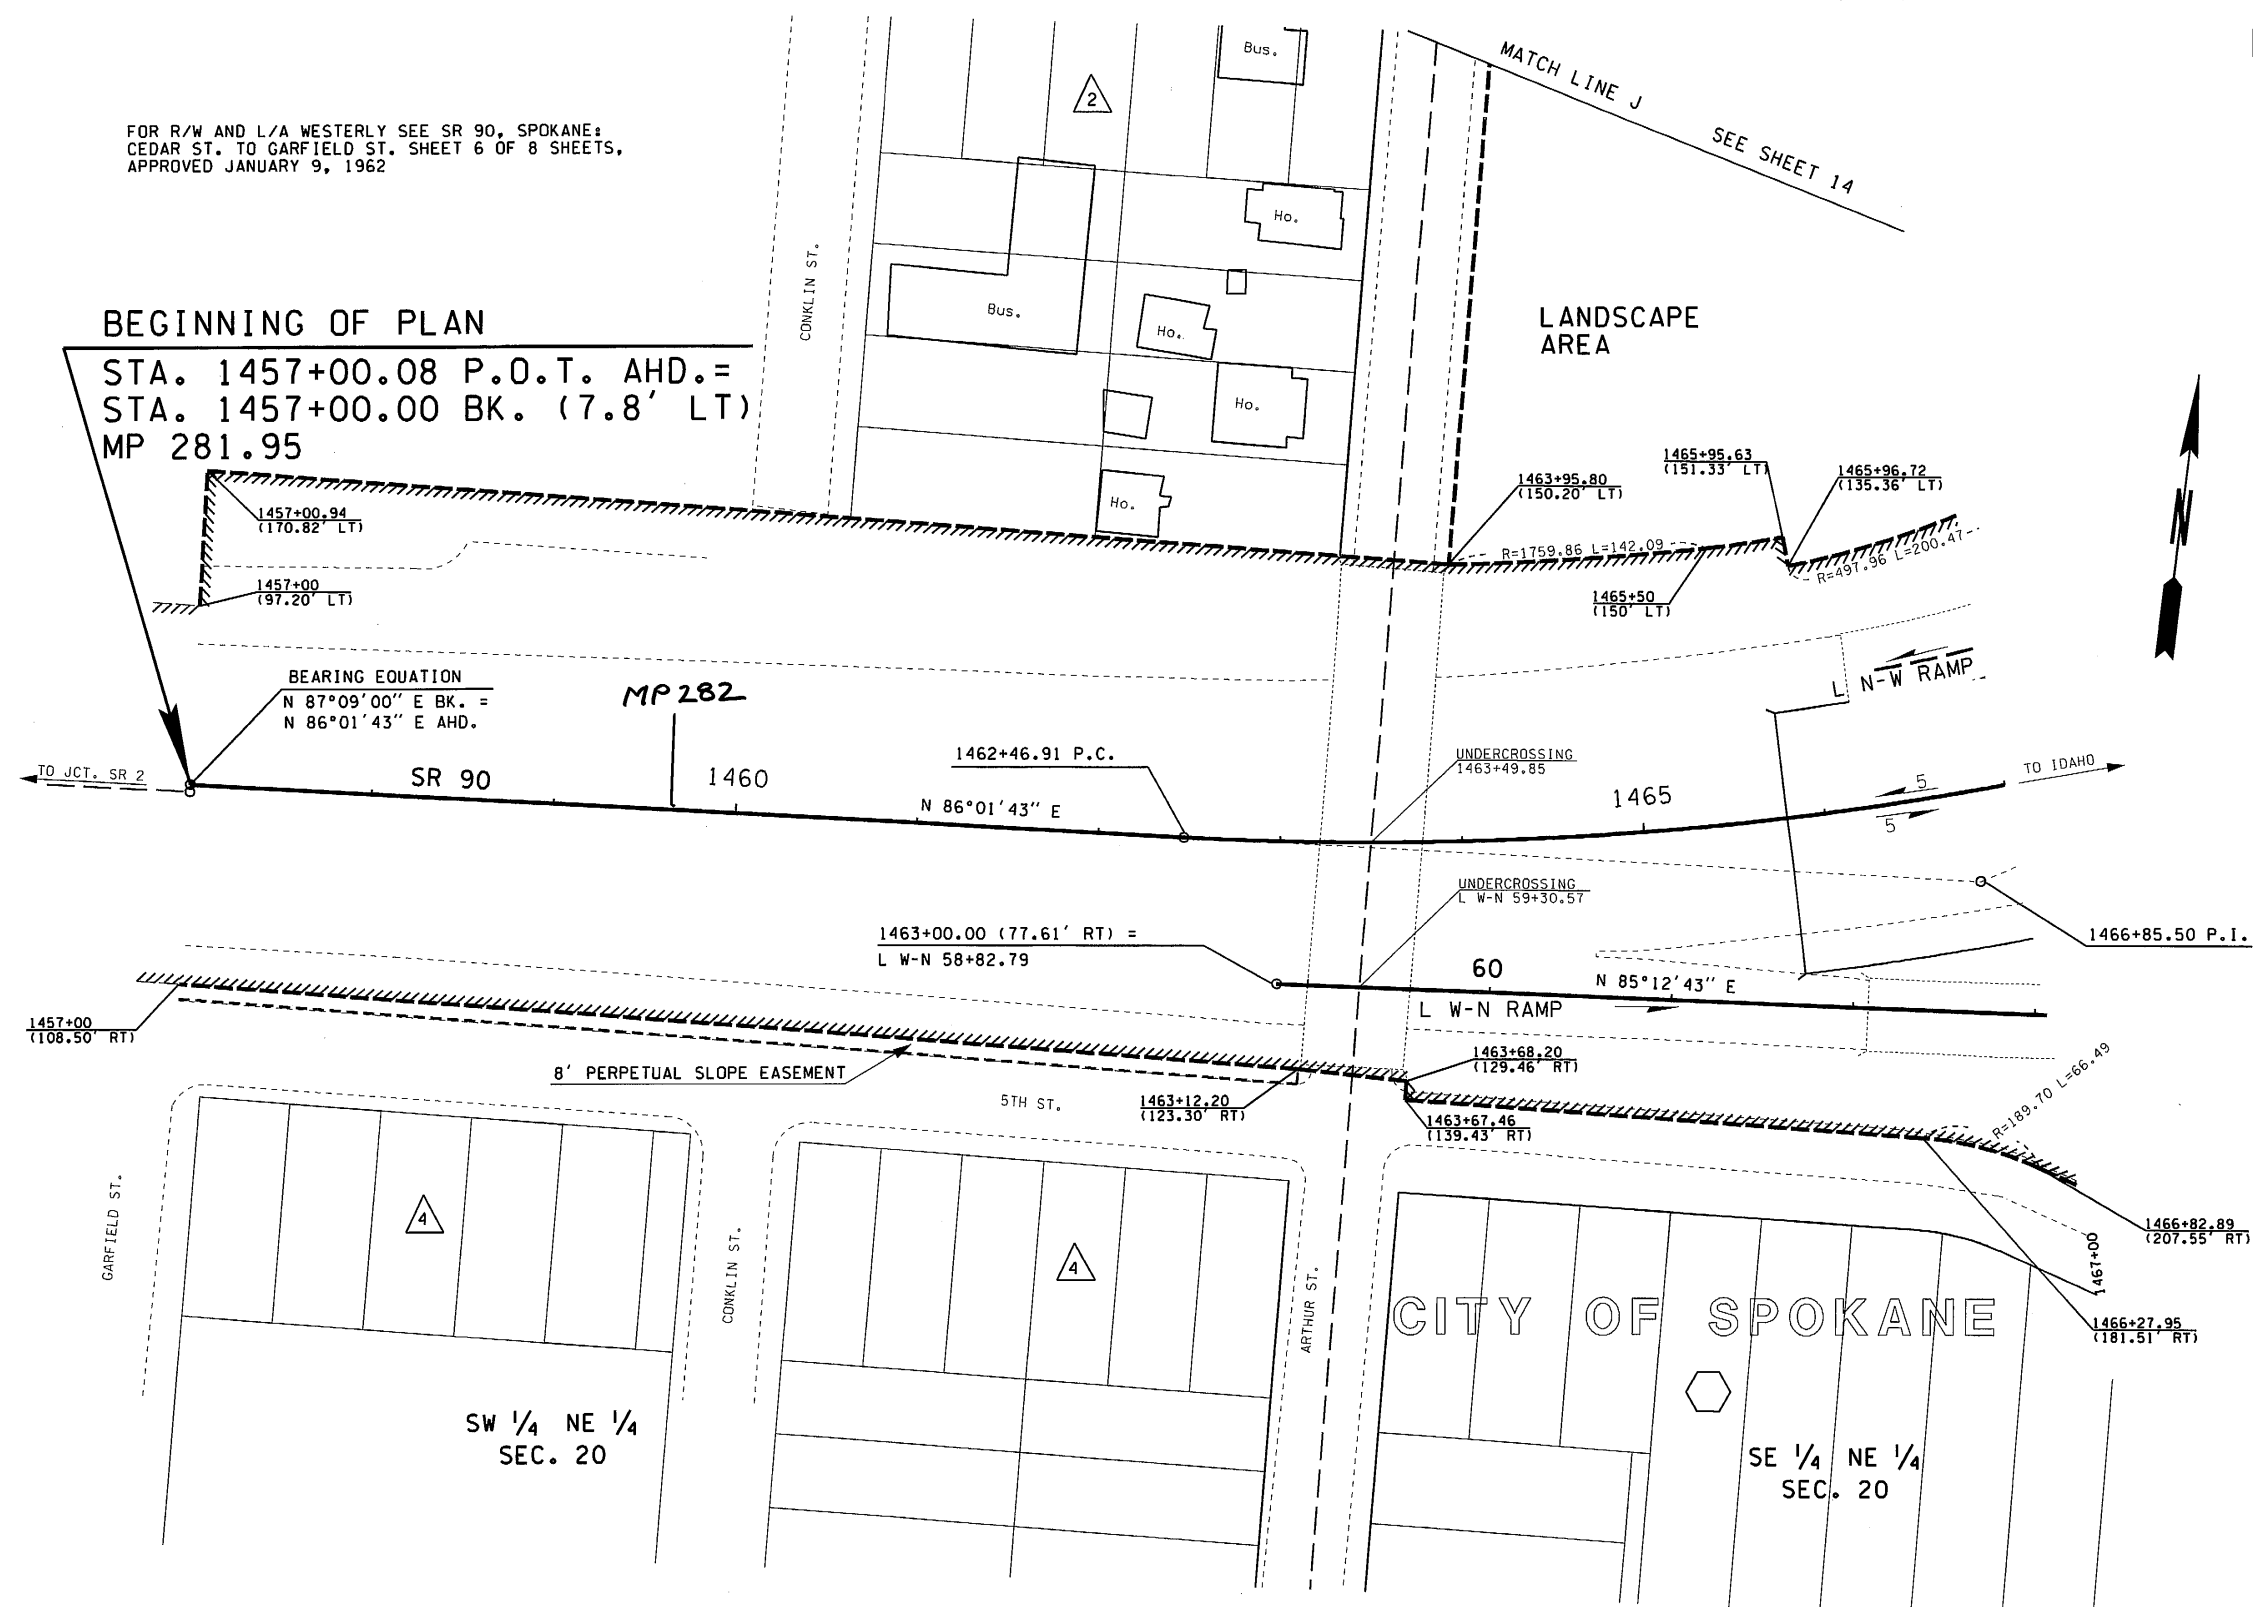 FOR R/W AND L/A WESTERLY SEE SR 90, SPOKANE:
CEDAR ST. TO GARFIELD ST. SHEET 6 OF 8 SHEETS,
APPROVED JANUARY 9, 1962
MATCH LINE J
SEE SHEET 14
Bus.
2
Ho.
CONKLIN ST.
Bus.
Ho.
Ho.
Ho.
LANDSCAPE
AREA
BEGINNING OF PLAN
STA. 1457+00.08 P.O.T. AHD.=
STA. 1457+00.00 BK. (7.8' LT)
MP 281.95
1457+00.94
(170.82' LT)
1457+00
(97.20' LT)
1463+95.80
(150.20' LT)
1465+95.63
(151.33' LT)
1465+96.72
(135.36' LT)
R=1759.86 L=142.09
R=497.96 L=200.47
1465+50
(150' LT)
N
BEARING EQUATION
N 87°09'00" E BK. =
N 86°01'43" E AHD.
MP 282
L N-W RAMP
TO JCT. SR 2
SR 90
1460
1462+46.91 P.C.
N 86°01'43" E
UNDERCROSSING
1463+49.85
1465
5
5
TO IDAHO
UNDERCROSSING
L W-N 59+30.57
1463+00.00 (77.61' RT) =
L W-N 58+82.79
60
N 85°12'43" E
L W-N RAMP
1466+85.50 P.I.
1457+00
(108.50' RT)
8' PERPETUAL SLOPE EASEMENT
5TH ST.
1463+12.20
(123.30' RT)
1463+68.20
(129.46' RT)
1463+67.46
(139.43' RT)
R=189.70 L=66.49
GARFIELD ST.
4
CONKLIN ST.
4
ARTHUR ST.
CITY OF SPOKANE
1467+00
1466+82.89
(207.55' RT)
1466+27.95
(181.51' RT)
SW 1/4 NE 1/4
SEC. 20
SE 1/4 NE 1/4
SEC. 20